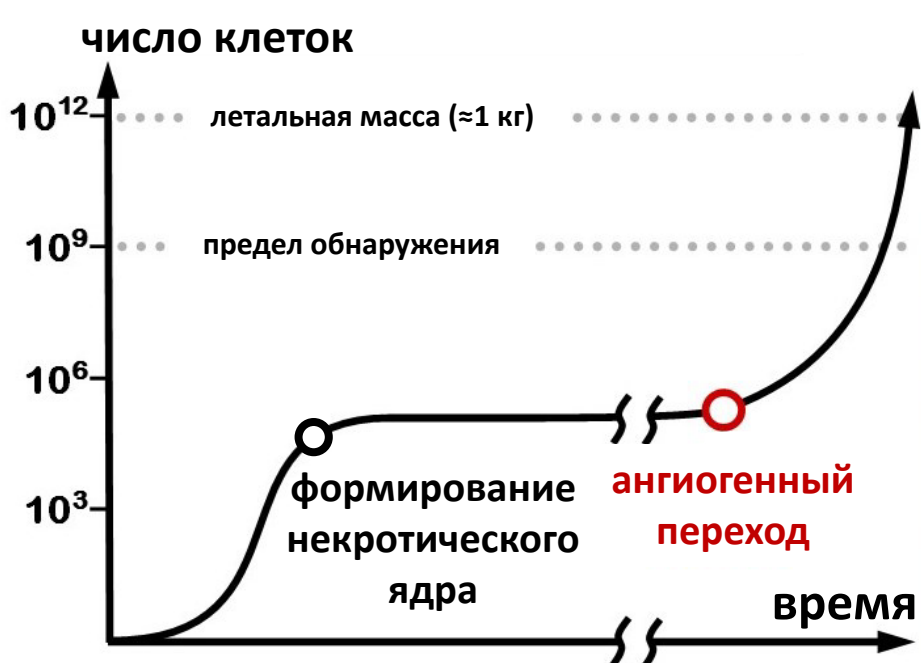 число клеток
10¹²
летальная масса (≈1 кг)
10⁹
предел обнаружения
10⁶
10³
формирование
некротического
ядра
ангиогенный
переход
время